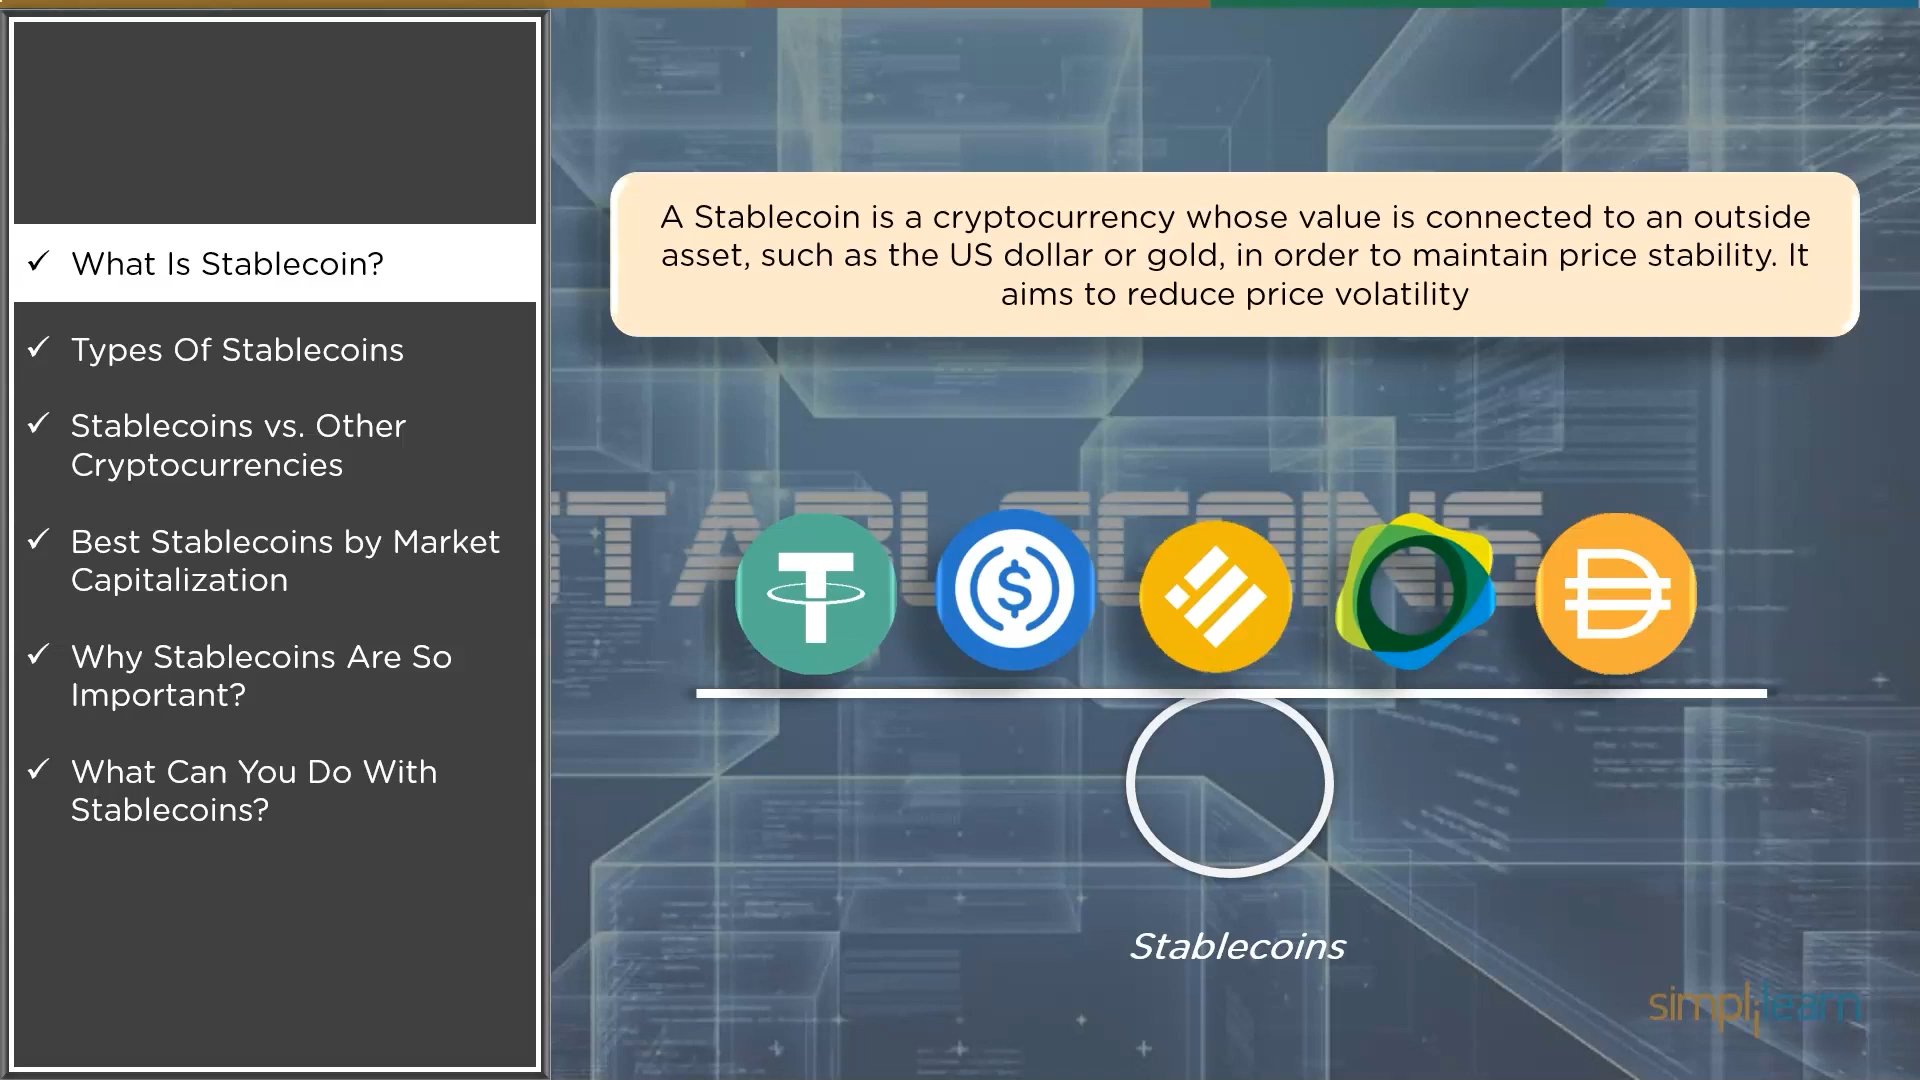 What Is Stablecoin?
Types Of Stablecoins
Stablecoins vs. Other
Cryptocurrencies
Best Stablecoins by Market
Capitalization
Why Stablecoins Are So
Important?
What Can You Do With
Stablecoins?
A Stablecoin is a cryptocurrency whose value is connected to an outside
asset, such as the US dollar or gold, in order to maintain price stability. It
aims to reduce price volatility
STABLECOINS
Stablecoins
simplilearn